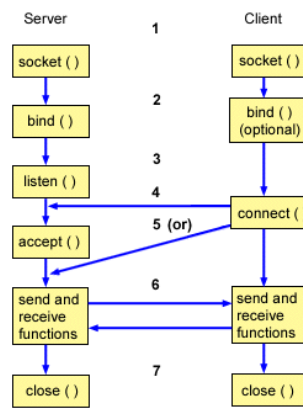 Server
Client
1
socket ( )
socket ( )
2
bind ( )
bind ( )
(optional)
3
listen ( )
4
connect (
5 (or)
accept ( )
6
send and
receive
functions
send and
receive
functions
7
close ( )
close ( )